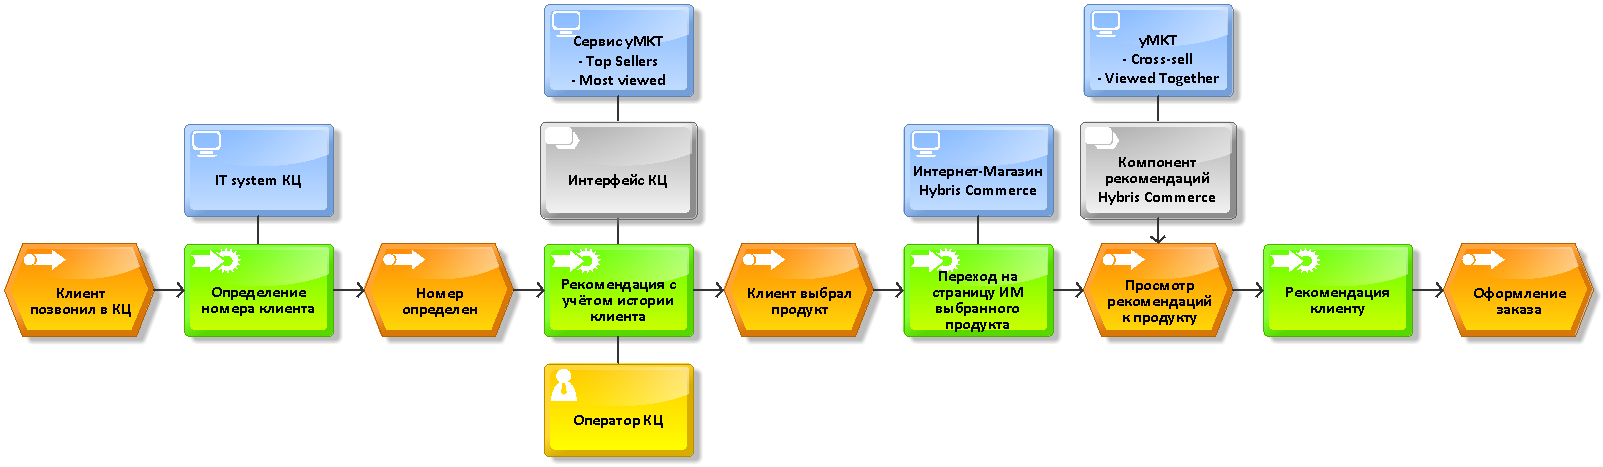 Сервис уМКТ
- Top Sellers
- Most viewed
уМКТ
- Cross-sell
- Viewed Together
IT system КЦ
Интерфейс КЦ
Интернет-Магазин
Hybris Commerce
Компонент
рекомендаций
Hybris Commerce
Клиент
позвонил в КЦ
Определение
номера клиента
Номер
определен
Рекомендация с
учётом истории
клиента
Клиент выбрал
продукт
Переход на
страницу ИМ
выбранного
продукта
Просмотр
рекомендаций
к продукту
Рекомендация
клиенту
Оформление
заказа
Оператор КЦ